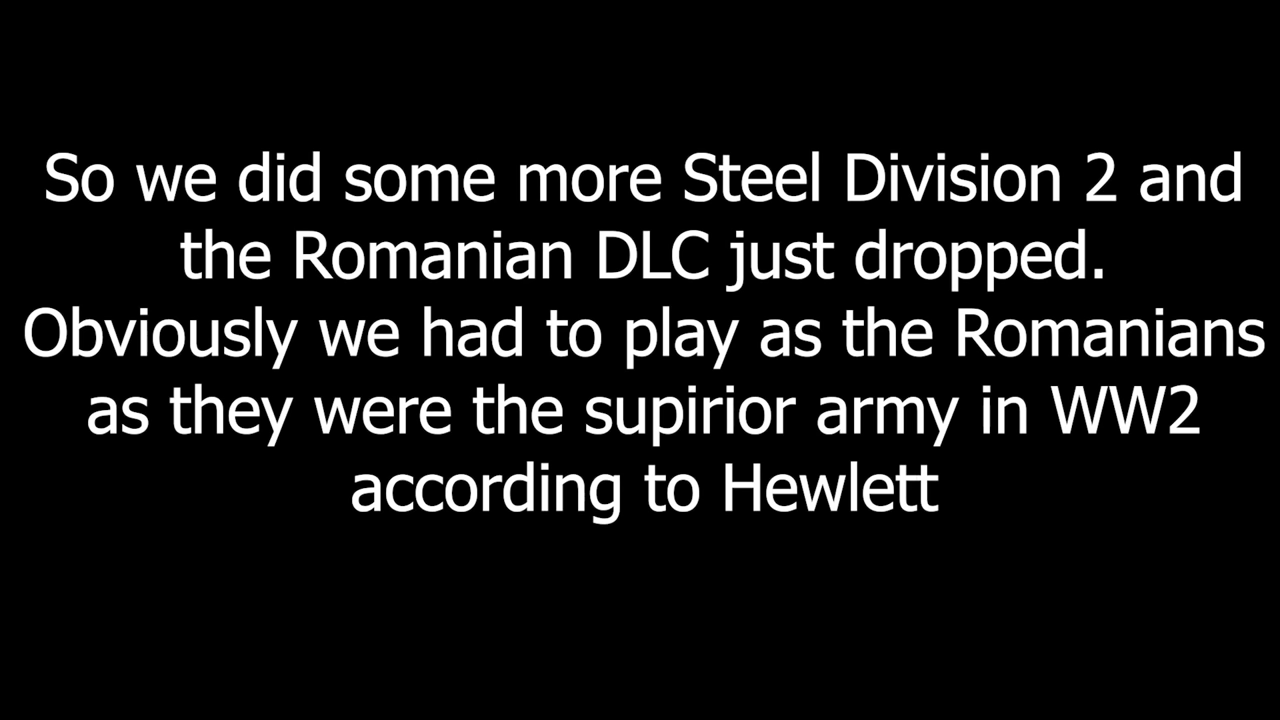 So we did some more Steel Division 2 and
the Romanian DLC just dropped.
Obviously we had to play as the Romanians
as they were the supirior army in WW2
according to Hewlett